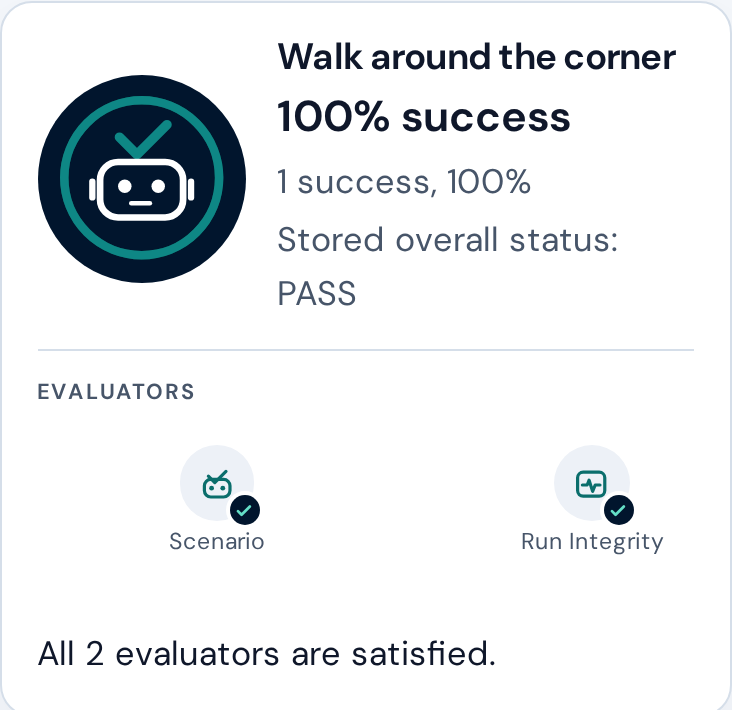 Walk around the corner
100% success
1 success, 100%
Stored overall status:
PASS
EVALUATORS
Scenario
Run Integrity
All 2 evaluators are satisfied.